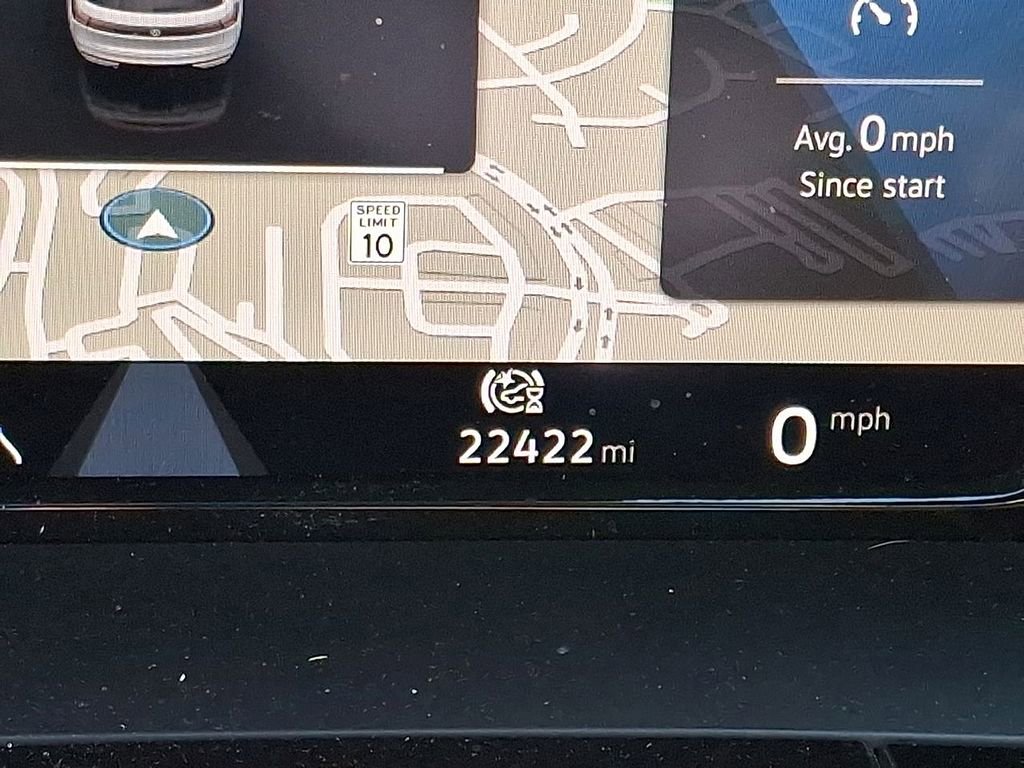 Avg. 0 mph
Since start
SPEED
LIMIT
10
22422 mi
0 mph